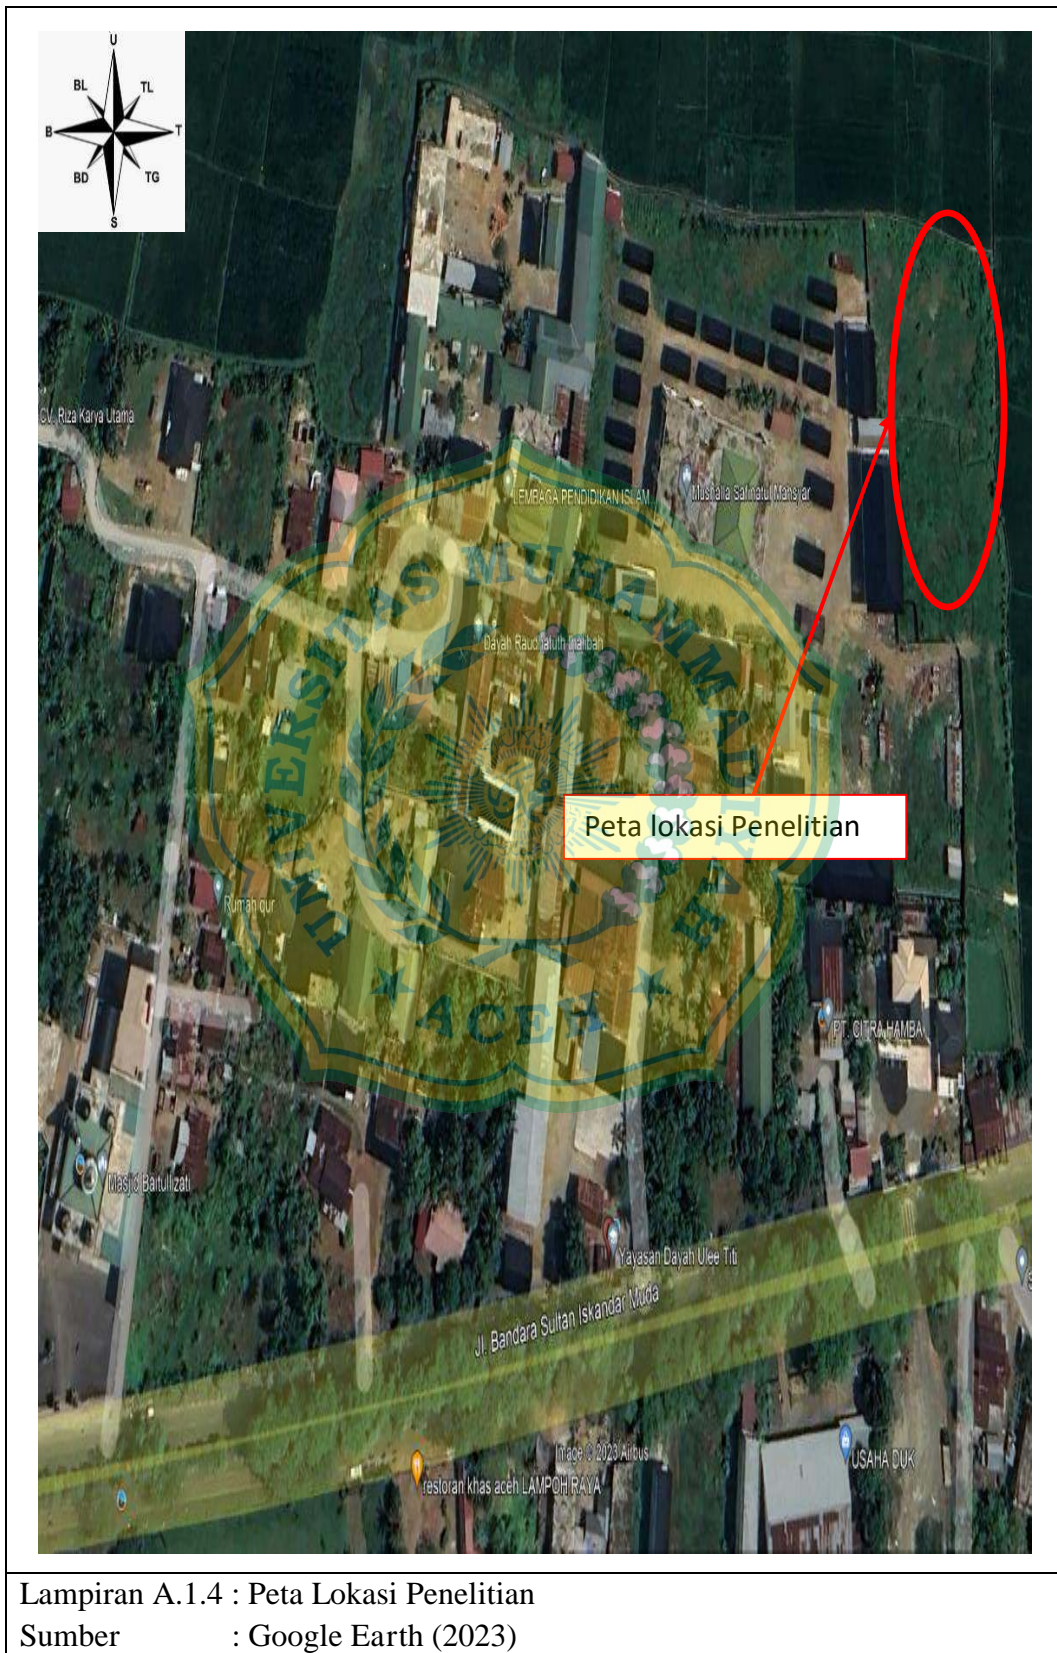 U
BL
TL
B
T
BD
TG
S
CV. Riza Karya Utama
LEMBAGA PENDIDIKAN ISLAM
Mushalla Safinatul Mansyar
UNIVERSITAS MUHAMMADIYAH
ACEH
Dayah Raudhatuth thalibah
Peta lokasi Penelitian
Rumah qur
PT. CITRA HAMBA
Masjid Baitulizati
Yayasan Dayah Ulee Titi
Jl. Bandara Sultan Iskandar Muda
S
Image © 2023 Airbus
USAHA DUK
restoran khas aceh LAMPOH RAYA
Lampiran A.1.4 : Peta Lokasi Penelitian
Sumber : Google Earth (2023)